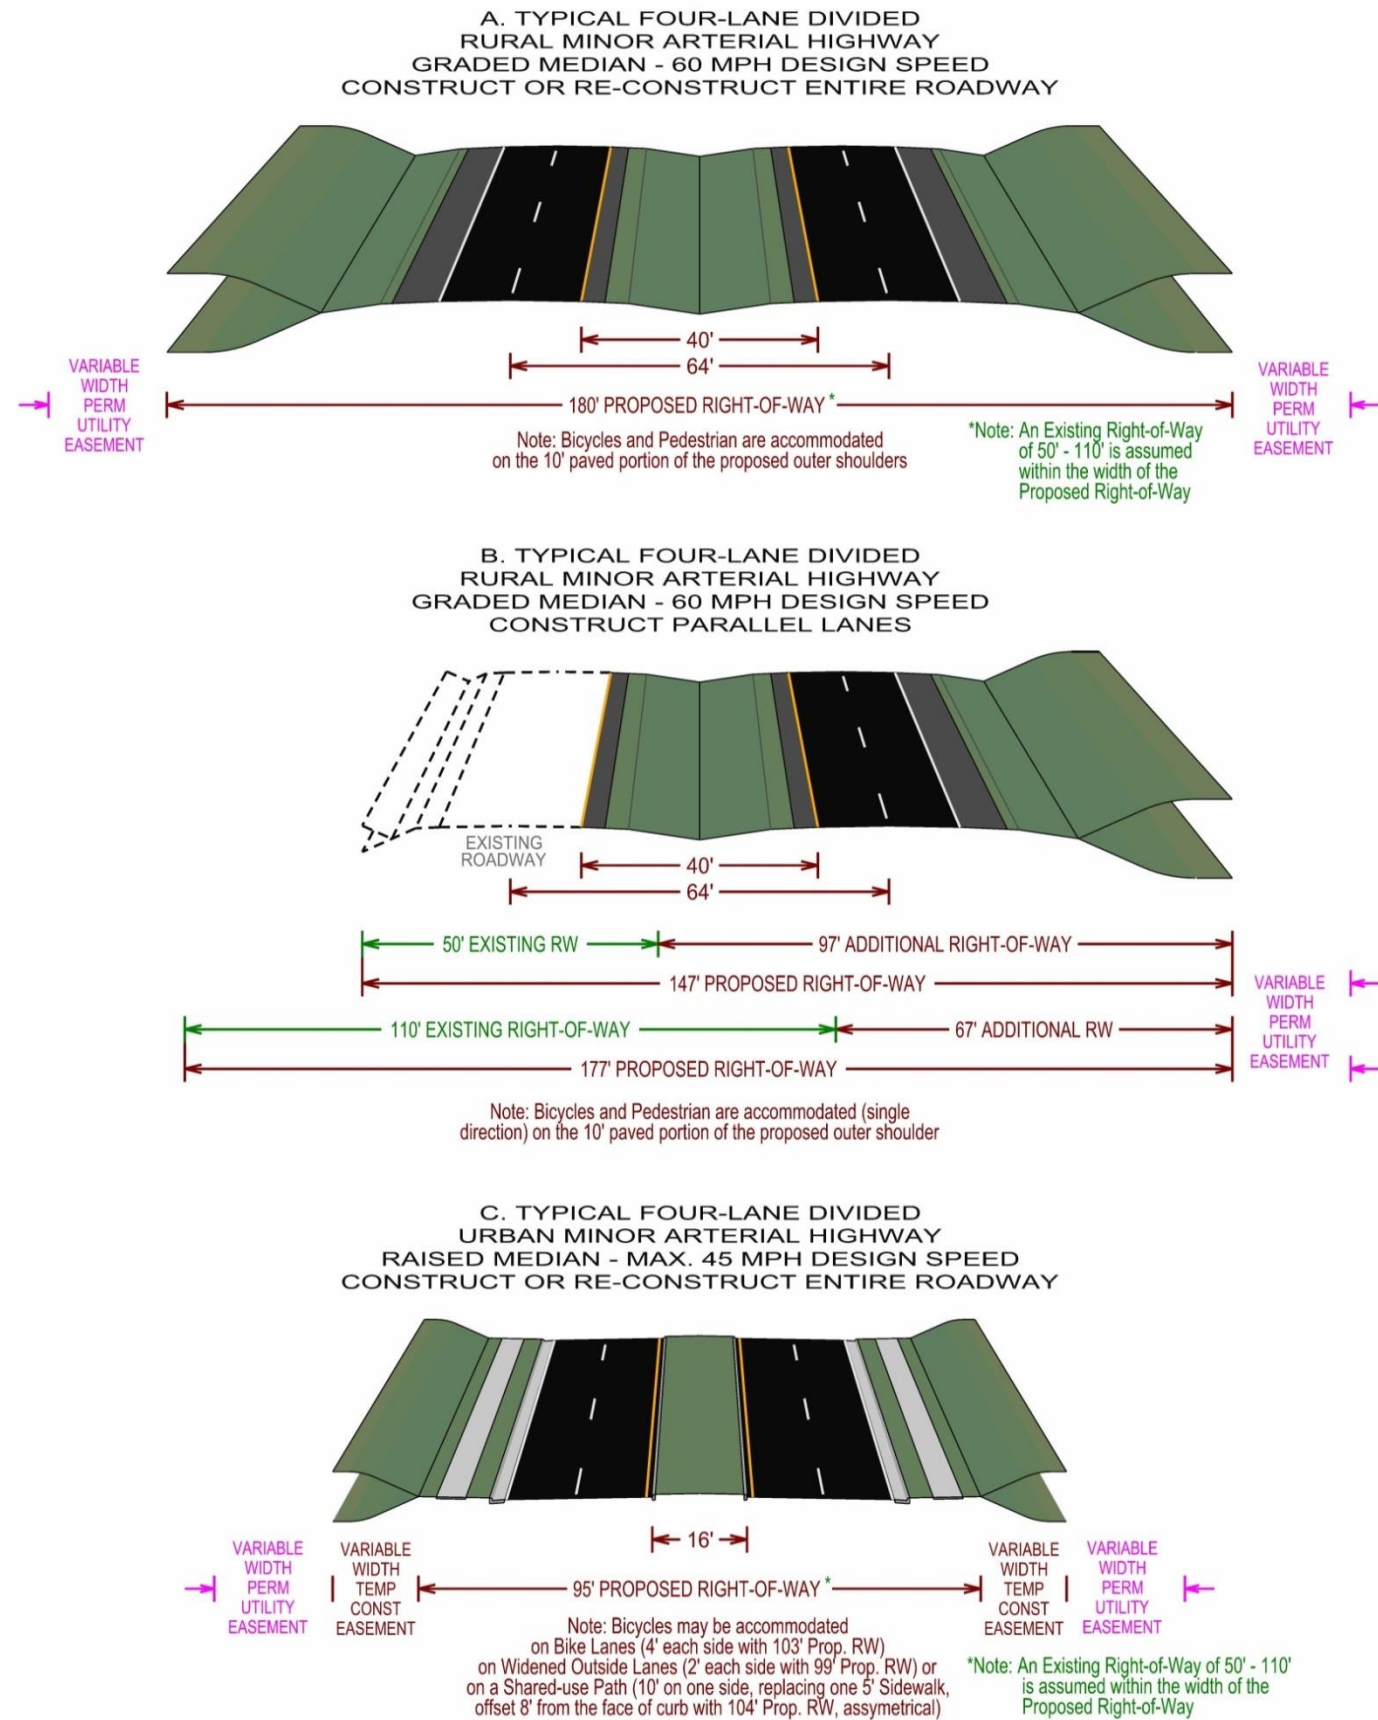 A. TYPICAL FOUR-LANE DIVIDED
RURAL MINOR ARTERIAL HIGHWAY
GRADED MEDIAN - 60 MPH DESIGN SPEED
CONSTRUCT OR RE-CONSTRUCT ENTIRE ROADWAY
40'
64'
VARIABLE
WIDTH
PERM
UTILITY
EASEMENT
180' PROPOSED RIGHT-OF-WAY *
VARIABLE
WIDTH
PERM
UTILITY
EASEMENT
Note: Bicycles and Pedestrian are accommodated
on the 10' paved portion of the proposed outer shoulders
*Note: An Existing Right-of-Way
of 50' - 110' is assumed
within the width of the
Proposed Right-of-Way
B. TYPICAL FOUR-LANE DIVIDED
RURAL MINOR ARTERIAL HIGHWAY
GRADED MEDIAN - 60 MPH DESIGN SPEED
CONSTRUCT PARALLEL LANES
EXISTING
ROADWAY
40'
64'
50' EXISTING RW
97' ADDITIONAL RIGHT-OF-WAY
147' PROPOSED RIGHT-OF-WAY
110' EXISTING RIGHT-OF-WAY
67' ADDITIONAL RW
177' PROPOSED RIGHT-OF-WAY
VARIABLE
WIDTH
PERM
UTILITY
EASEMENT
Note: Bicycles and Pedestrian are accommodated (single
direction) on the 10' paved portion of the proposed outer shoulder
C. TYPICAL FOUR-LANE DIVIDED
URBAN MINOR ARTERIAL HIGHWAY
RAISED MEDIAN - MAX. 45 MPH DESIGN SPEED
CONSTRUCT OR RE-CONSTRUCT ENTIRE ROADWAY
16'
VARIABLE
WIDTH
PERM
UTILITY
EASEMENT
VARIABLE
WIDTH
TEMP
CONST
EASEMENT
95' PROPOSED RIGHT-OF-WAY *
VARIABLE
WIDTH
TEMP
CONST
EASEMENT
VARIABLE
WIDTH
PERM
UTILITY
EASEMENT
Note: Bicycles may be accommodated
on Bike Lanes (4' each side with 103' Prop. RW)
on Widened Outside Lanes (2' each side with 99' Prop. RW) or
on a Shared-use Path (10' on one side, replacing one 5' Sidewalk,
offset 8' from the face of curb with 104' Prop. RW, assymetrical)
*Note: An Existing Right-of-Way of 50' - 110'
is assumed within the width of the
Proposed Right-of-Way